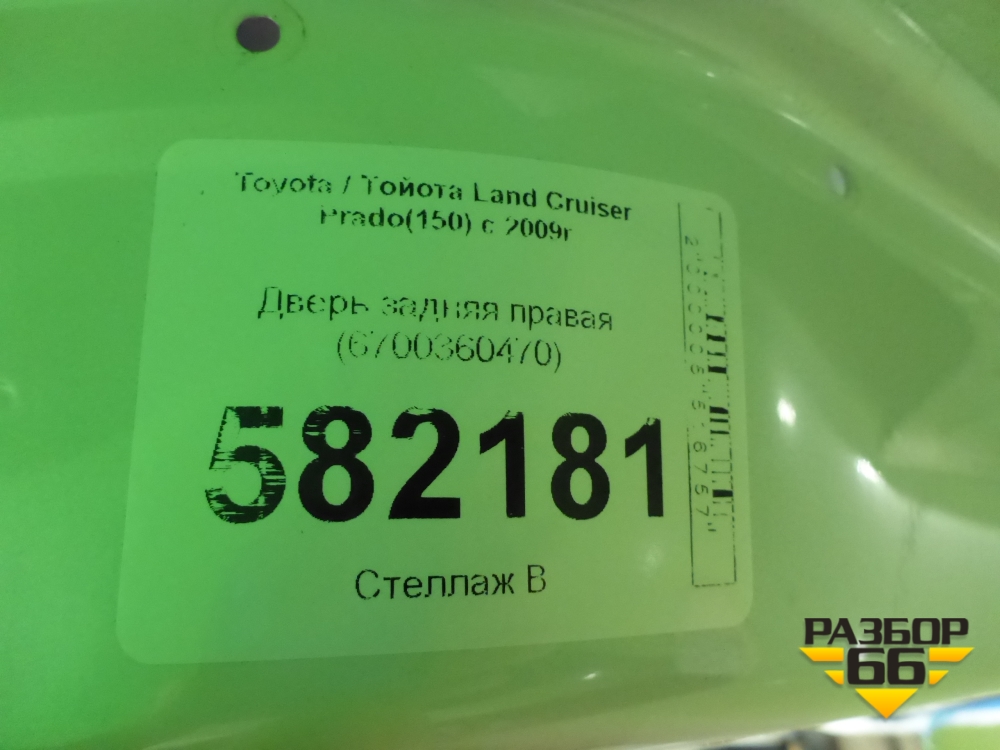 Toyota / Тойота Land Cruiser
Prado(150) с 2009г
Дверь задняя правая
(6700360470)
582181
Стеллаж В
РАЗБОР
66